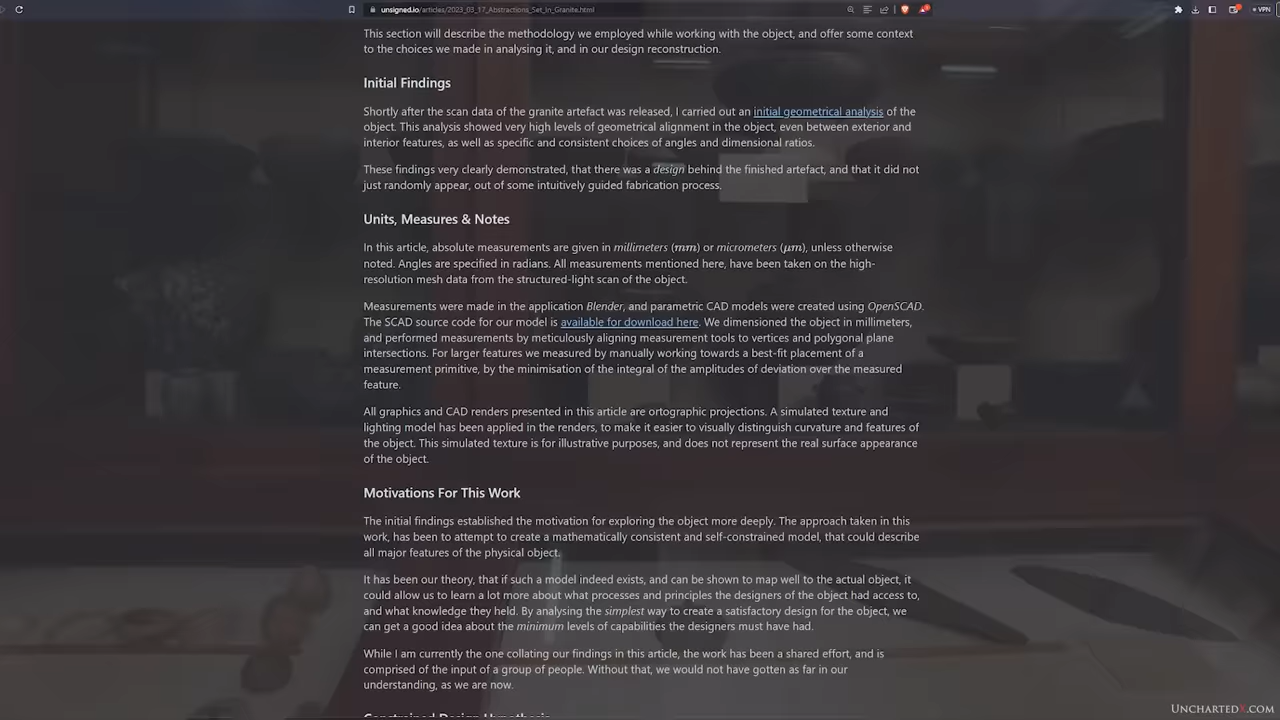 unsigned.io/articles/2023_03_17_Abstractions_Set_In_Granite.html
VPN
This section will describe the methodology we employed while working with the object, and offer some context
to the choices we made in analysing it, and in our design reconstruction.
Initial Findings
Shortly after the scan data of the granite artefact was released, I carried out an initial geometrical analysis of the
object. This analysis showed very high levels of geometrical alignment in the object, even between exterior and
interior features, as well as specific and consistent choices of angles and dimensional ratios.
These findings very clearly demonstrated, that there was a design behind the finished artefact, and that it did not
just randomly appear, out of some intuitively guided fabrication process.
Units, Measures & Notes
In this article, absolute measurements are given in millimeters (mm) or micrometers (μm), unless otherwise
noted. Angles are specified in radians. All measurements mentioned here, have been taken on the high-
resolution mesh data from the structured-light scan of the object.
Measurements were made in the application Blender, and parametric CAD models were created using OpenSCAD.
The SCAD source code for our model is available for download here. We dimensioned the object in millimeters,
and performed measurements by meticulously aligning measurement tools to vertices and polygonal plane
intersections. For larger features we measured by manually working towards a best-fit placement of a
measurement primitive, by the minimisation of the integral of the amplitudes of deviation over the measured
feature.
All graphics and CAD renders presented in this article are ortographic projections. A simulated texture and
lighting model has been applied in the renders, to make it easier to visually distinguish curvature and features of
the object. This simulated texture is for illustrative purposes, and does not represent the real surface appearance
of the object.
Motivations For This Work
The initial findings established the motivation for exploring the object more deeply. The approach taken in this
work, has been to attempt to create a mathematically consistent and self-constrained model, that could describe
all major features of the physical object.
It has been our theory, that if such a model indeed exists, and can be shown to map well to the actual object, it
could allow us to learn a lot more about what processes and principles the designers of the object had access to,
and what knowledge they held. By analysing the simplest way to create a satisfactory design for the object, we
can get a good idea about the minimum levels of capabilities the designers must have had.
While I am currently the one collating our findings in this article, the work has been a shared effort, and is
comprised of the input of a group of people. Without that, we would not have gotten as far in our
understanding, as we are now.
Constrained Design Hypothesis
UNCHARTEDX.COM